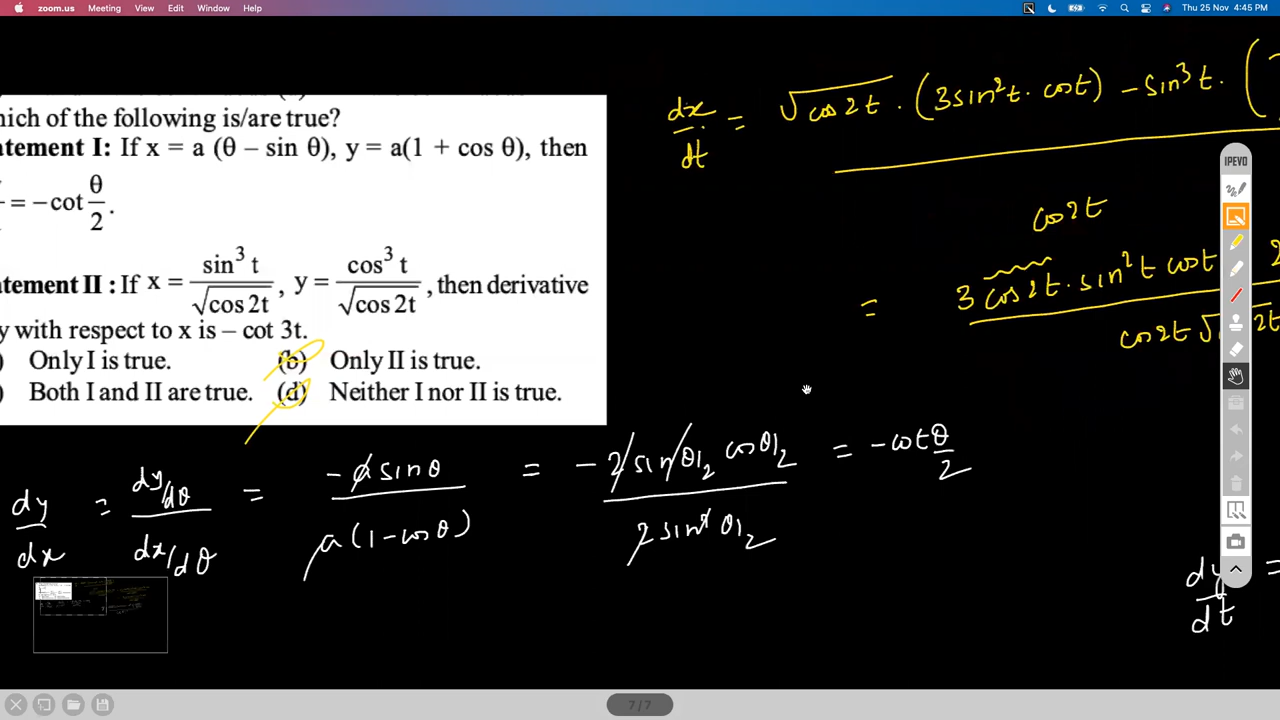 zoom.us Meeting View Edit Window Help Thu 25 Nov 4:45 PM
hich of the following is/are true?
atement I: If x = a (θ – sin θ), y = a(1 + cos θ), then
= –cot θ/2.
atement II : If x = sin³ t/√cos 2t, y = cos³ t/√cos 2t, then derivative
y with respect to x is – cot 3t.
) Only I is true. (b) Only II is true.
) Both I and II are true. (d) Neither I nor II is true.
dx/dt = √cos2t · (3sin²t · cost) – sin³t · (
cos2t
= 3 cos2t · sin²t cost
cos2t √ 2t
dy/dx = dy/dθ / dx/dθ = -a sinθ / a(1-cosθ) = -2 sinθ/2 cosθ/2 / 2 sin²θ/2 = -cot θ/2
dy/dt =
IPEVO
7 / 7